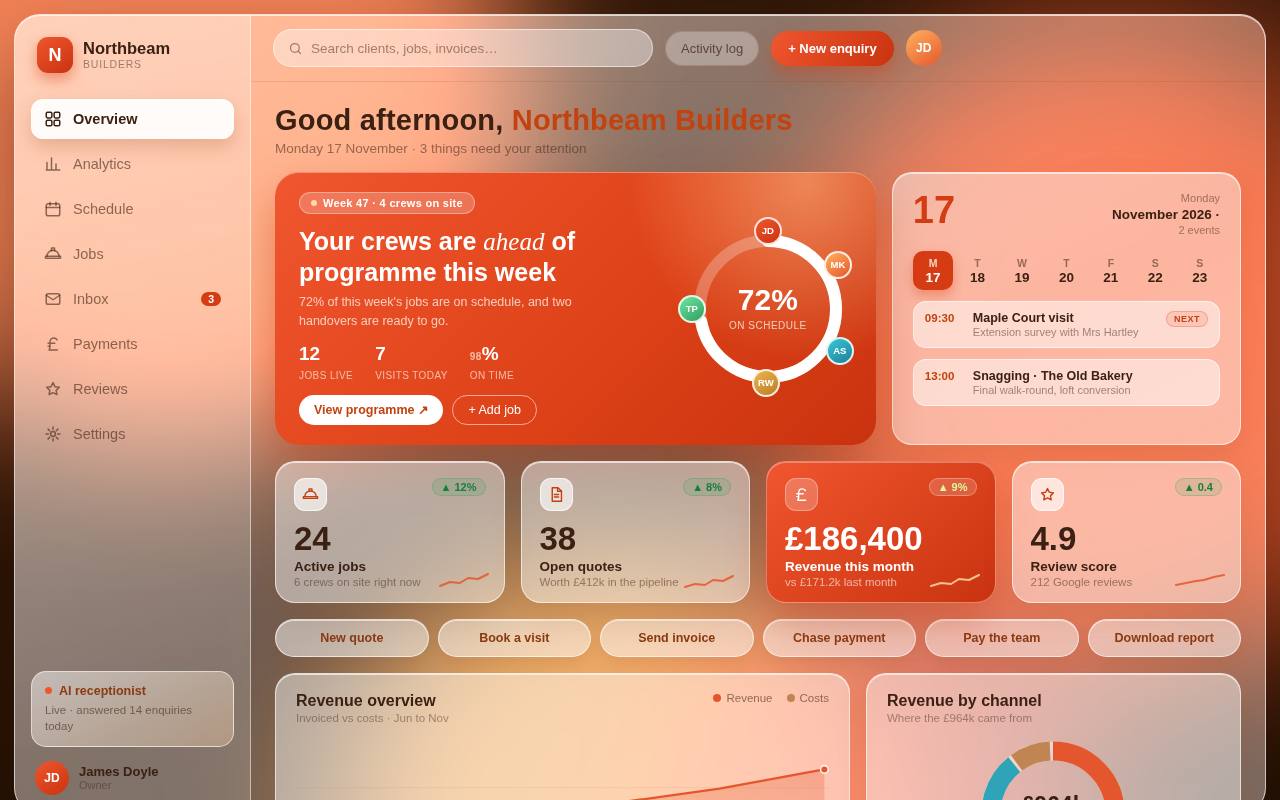 N
Northbeam
BUILDERS
Overview
Analytics
Schedule
Jobs
Inbox
3
Payments
Reviews
Settings
AI receptionist
Live · answered 14 enquiries
today
JD
James Doyle
Owner
Search clients, jobs, invoices…
Activity log
+ New enquiry
JD
Good afternoon, Northbeam Builders
Monday 17 November · 3 things need your attention
Week 47 · 4 crews on site
Your crews are ahead of
programme this week
72% of this week's jobs are on schedule, and two
handovers are ready to go.
12
JOBS LIVE
7
VISITS TODAY
98%
ON TIME
View programme ↗
+ Add job
JD
MK
TP
72%
ON SCHEDULE
AS
RW
17
Monday
November 2026 ·
2 events
M T W T F S S
17 18 19 20 21 22 23
09:30
Maple Court visit
Extension survey with Mrs Hartley
NEXT
13:00
Snagging · The Old Bakery
Final walk-round, loft conversion
▲ 12%
24
Active jobs
6 crews on site right now
▲ 8%
38
Open quotes
Worth £412k in the pipeline
£
▲ 9%
£186,400
Revenue this month
vs £171.2k last month
▲ 0.4
4.9
Review score
212 Google reviews
New quote
Book a visit
Send invoice
Chase payment
Pay the team
Download report
Revenue overview
Invoiced vs costs · Jun to Nov
Revenue
Costs
Revenue by channel
Where the £964k came from